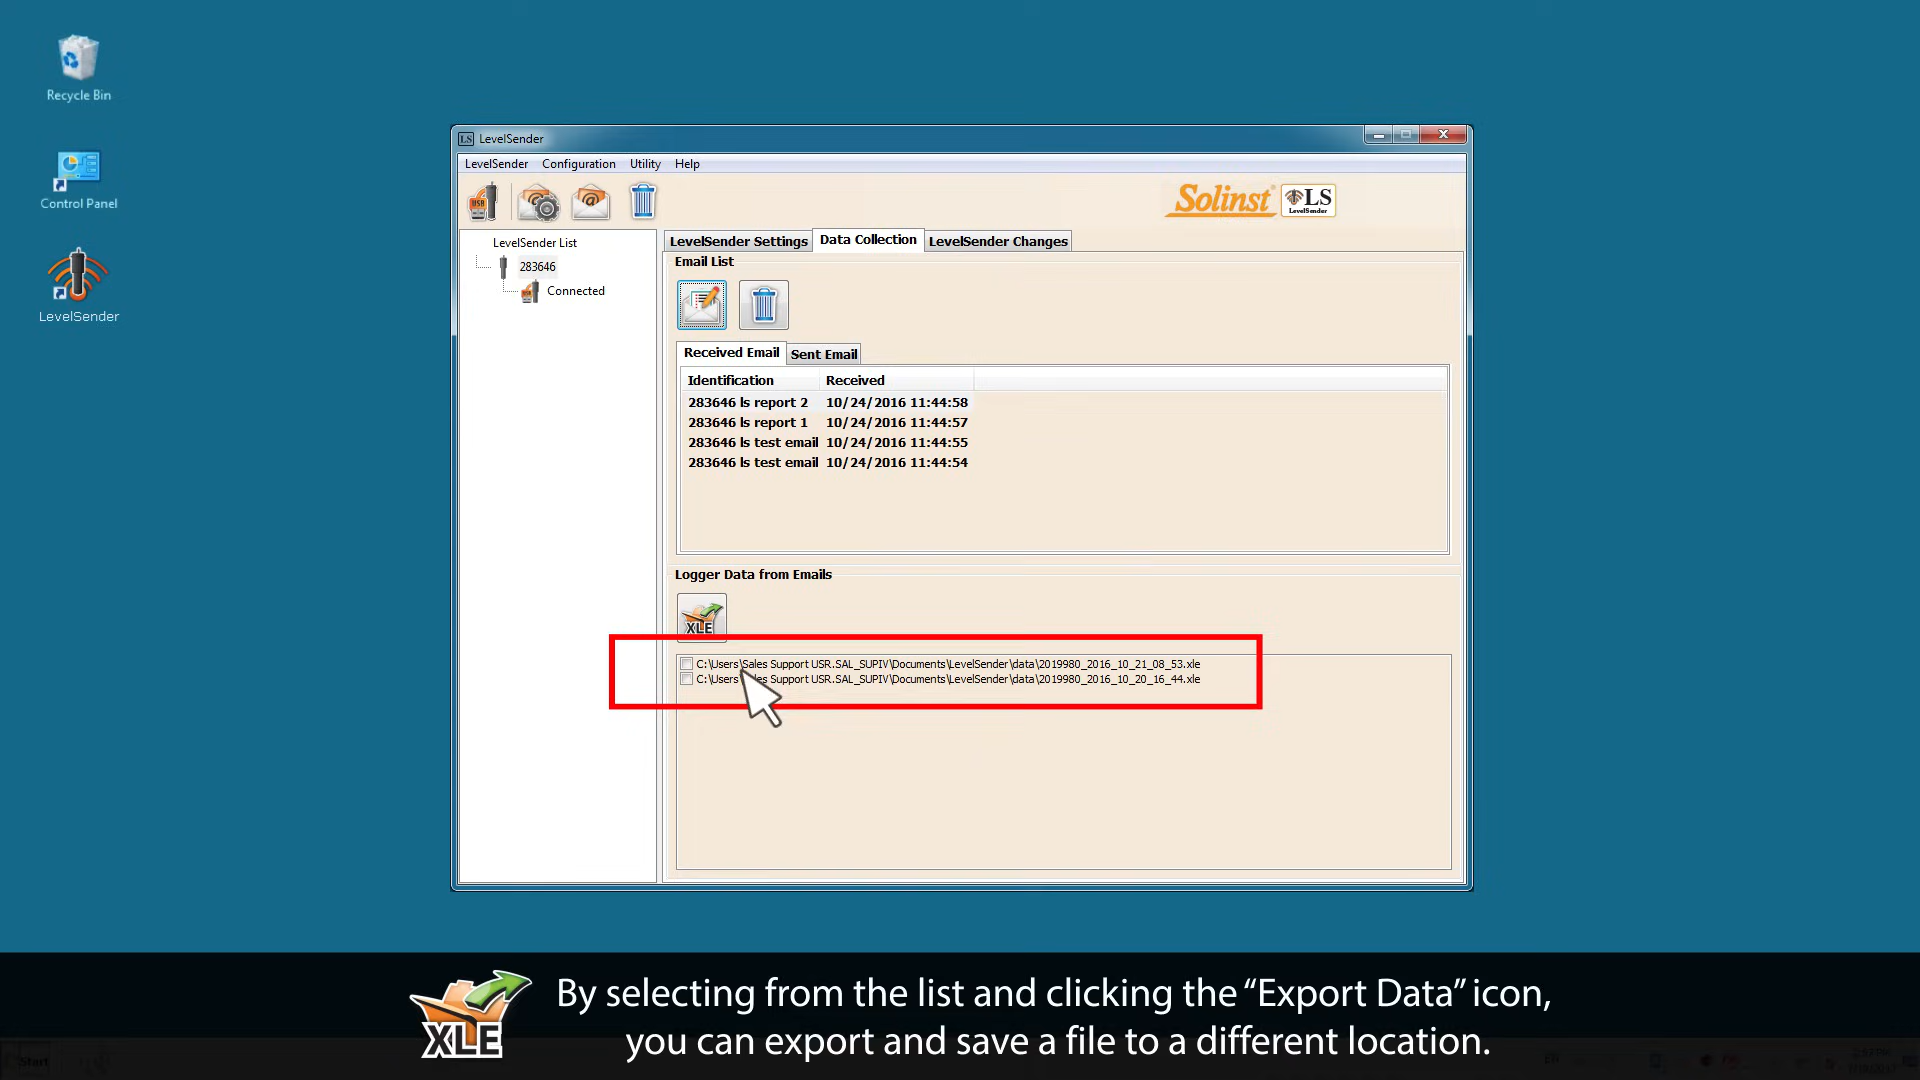 Recycle Bin
Control Panel
LevelSender
LS LevelSender
LevelSender Configuration Utility Help
USB
Solinst
LS
LevelSender
LevelSender List
283646
Connected
LevelSender Settings Data Collection LevelSender Changes
Email List
Received Email Sent Email
Identification Received
283646 ls report 2 10/24/2016 11:44:58
283646 ls report 1 10/24/2016 11:44:57
283646 ls test email 10/24/2016 11:44:55
283646 ls test email 10/24/2016 11:44:54
Logger Data from Emails
XLE
C:\Users\Sales Support USR.SAL_SUPIV\Documents\LevelSender\data\2019980_2016_10_21_08_53.xle
C:\Users\Sales Support USR.SAL_SUPIV\Documents\LevelSender\data\2019980_2016_10_20_16_44.xle
XLE
By selecting from the list and clicking the “Export Data” icon,
you can export and save a file to a different location.
Start
EN